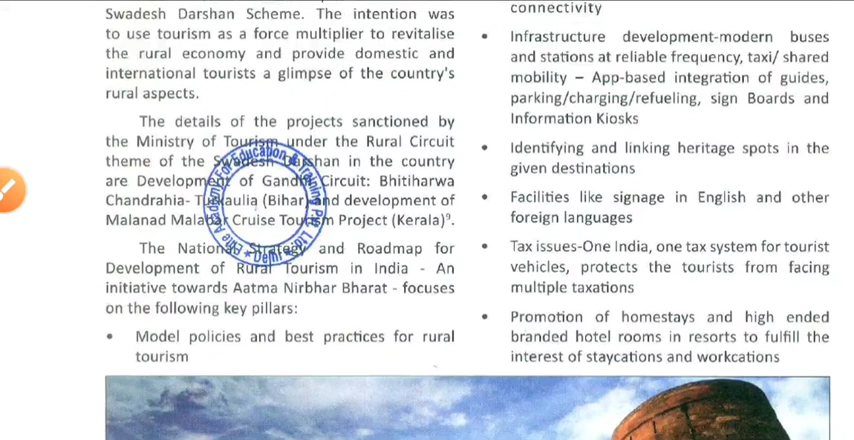 Swadesh Darshan Scheme. The intention was
to use tourism as a force multiplier to revitalise
the rural economy and provide domestic and
international tourists a glimpse of the country's
rural aspects.
The details of the projects sanctioned by
the Ministry of Tourism under the Rural Circuit
theme of the Swadesh Darshan in the country
are Development of Gandhi Circuit: Bhitiharwa
Chandrahia- Turkaulia (Bihar) and development of
Malanad Malabar Cruise Tourism Project (Kerala)⁹.
The National Strategy and Roadmap for
Development of Rural Tourism in India - An
initiative towards Aatma Nirbhar Bharat - focuses
on the following key pillars:
• Model policies and best practices for rural
tourism
connectivity
• Infrastructure development-modern buses
and stations at reliable frequency, taxi/ shared
mobility – App-based integration of guides,
parking/charging/refueling, sign Boards and
Information Kiosks
• Identifying and linking heritage spots in the
given destinations
• Facilities like signage in English and other
foreign languages
• Tax issues-One India, one tax system for tourist
vehicles, protects the tourists from facing
multiple taxations
• Promotion of homestays and high ended
branded hotel rooms in resorts to fulfill the
interest of staycations and workcations
Elite Academy For Education & Training Pvt. Ltd.
★ Delhi ★